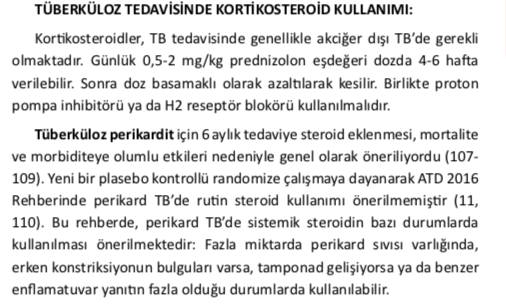 TÜBERKÜLOZ TEDAVİSİNDE KORTİKOSTEROİD KULLANIMI:
Kortikosteroidler, TB tedavisinde genellikle akciğer dışı TB’de gerekli
olmaktadır. Günlük 0,5-2 mg/kg prednizolon eşdeğeri dozda 4-6 hafta
verilebilir. Sonra doz basamaklı olarak azaltılarak kesilir. Birlikte proton
pompa inhibitörü ya da H2 reseptör blokörü kullanılmalıdır.
Tüberküloz perikardit için 6 aylık tedaviye steroid eklenmesi, mortalite
ve morbiditeye olumlu etkileri nedeniyle genel olarak öneriliyordu (107-
109). Yeni bir plasebo kontrollü randomize çalışmaya dayanarak ATD 2016
Rehberinde perikard TB’de rutin steroid kullanımı önerilmemiştir (11,
110). Bu rehberde, perikard TB’de sistemik steroidin bazı durumlarda
kullanılması önerilmektedir: Fazla miktarda perikard sıvısı varlığında,
erken konstriksiyonun bulguları varsa, tamponad gelişiyorsa ya da benzer
enflamatuvar yanıtın fazla olduğu durumlarda kullanılabilir.